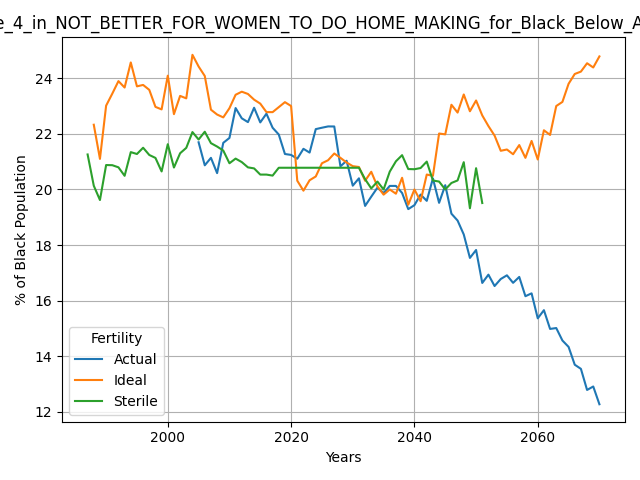 e_4_in_NOT_BETTER_FOR_WOMEN_TO_DO_HOME_MAKING_for_Black_Below_A
24
22
20
18
16
14
12
% of Black Population
Fertility
Actual
Ideal
Sterile
2000
2020
2040
2060
Years